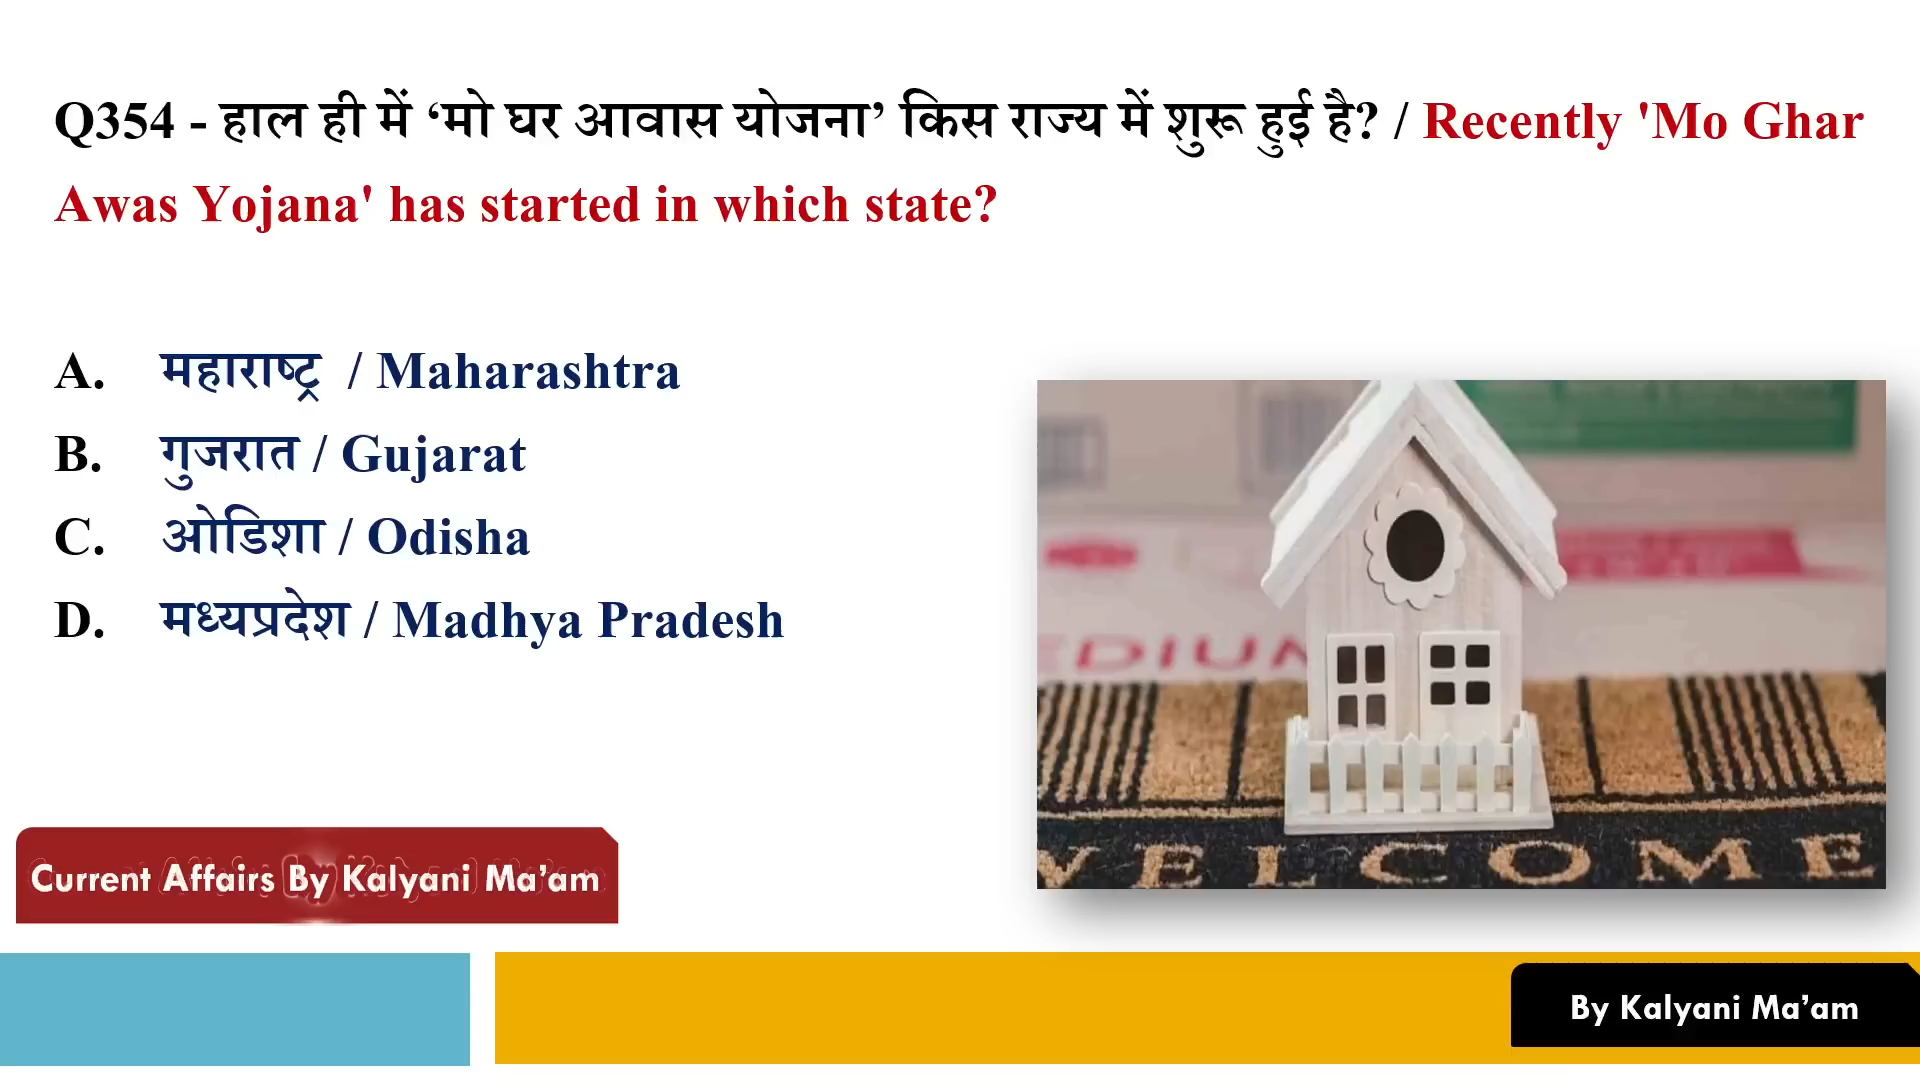 Q354 - हाल ही में ‘मो घर आवास योजना’ किस राज्य में शुरू हुई है? / Recently 'Mo Ghar
Awas Yojana' has started in which state?
A. महाराष्ट्र / Maharashtra
B. गुजरात / Gujarat
C. ओडिशा / Odisha
D. मध्यप्रदेश / Madhya Pradesh
EDIUM
WELCOME
Current Affairs By Kalyani Ma’am
By Kalyani Ma’am